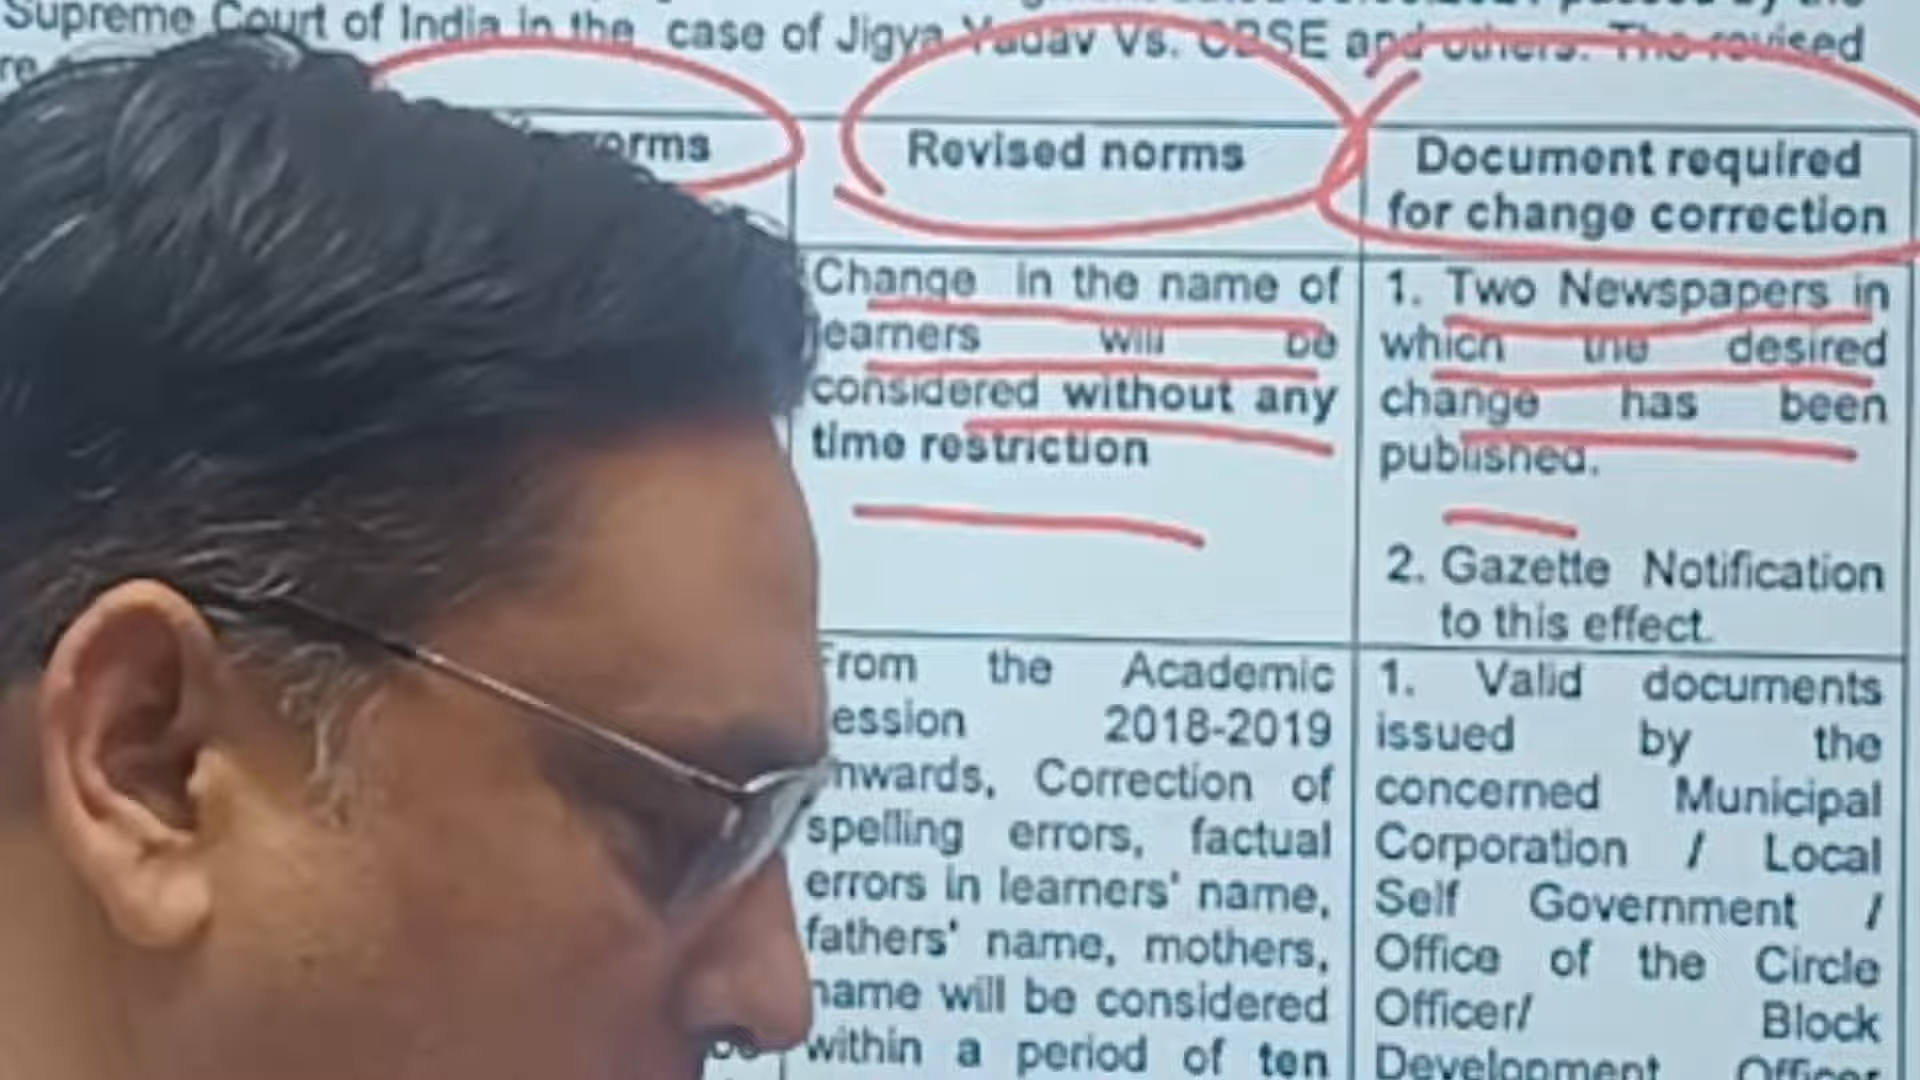 Supreme Court of India in the case of Jigya Yadav Vs. CBSE and others. The revised
Revised norms
Document required
for change correction
Change in the name of
learners will be
considered without any
time restriction
1. Two Newspapers in
which the desired
change has been
published.
2. Gazette Notification
to this effect.
the Academic
2018-2019
Correction of
spelling errors, factual
errors in learners' name,
fathers' name, mothers,
name will be considered
within a period of ten
1. Valid documents
issued by the
concerned Municipal
Corporation / Local
Self Government /
Office of the Circle
Officer/ Block
Development Officer